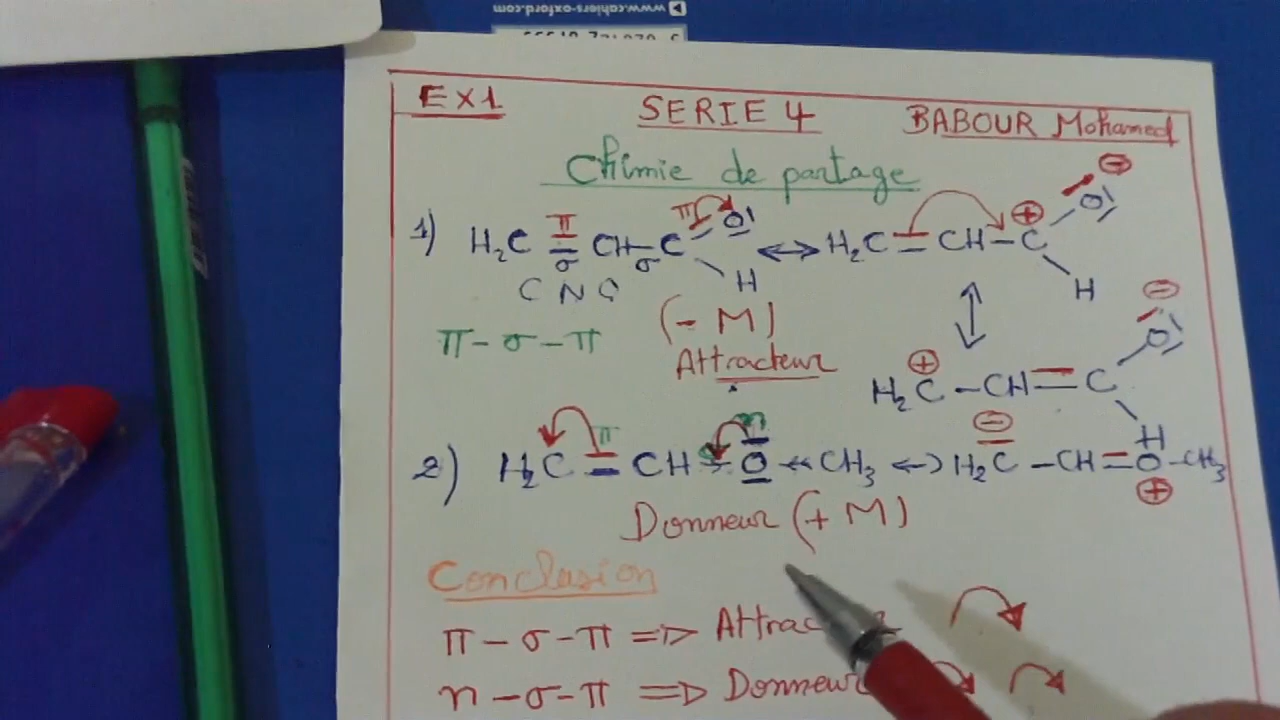 www.cahiers-oxford.com
EX1 SERIE 4 BABOUR Mohamed
Chimie de partage
1) H₂C = CH - C O H ↔ H₂C = CH - C O H
π σ σ π ⊕ ⊖
C N O
π - σ - π
(- M)
Attracteur
⊕ ⊖
H₂C - CH = C O H
2) H₂C = CH - O - CH₃ ↔ H₂C - CH = O - CH₃
π σ n ⊖ ⊕
Donneur (+ M)
Conclusion
π - σ - π ⇒ Attrac
n - σ - π ⇒ Donneur